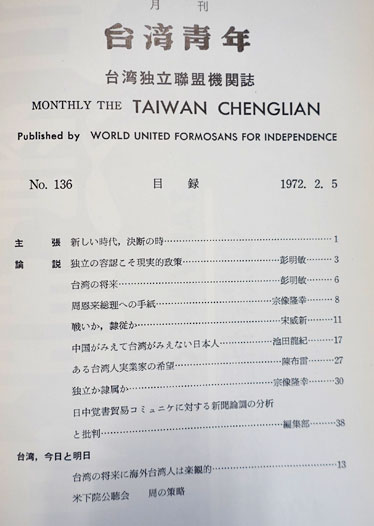 月刊
台湾青年
台湾独立聯盟機関誌
MONTHLY THE TAIWAN CHENGLIAN
Published by WORLD UNITED FORMOSANS FOR INDEPENDENCE
No. 136 目 録 1972. 2. 5
主 張 新しい時代，決断の時……1
論 説 独立の容認こそ現実的政策……彭明敏……3
台湾の将来……彭明敏……6
周恩来総理への手紙……宗像隆幸……8
戦いか，隷従か……宋威新……11
中国がみえて台湾がみえない日本人……池田龍紀……17
ある台湾人実業家の希望……陳布雷……27
独立か隷属か……宗像隆幸……30
日中覚書貿易コミュニケに対する新聞論調の分析
と批判……編集部……38
台湾，今日と明日
台湾の将来に海外台湾人は楽観的……13
米下院公聴会 周の策略